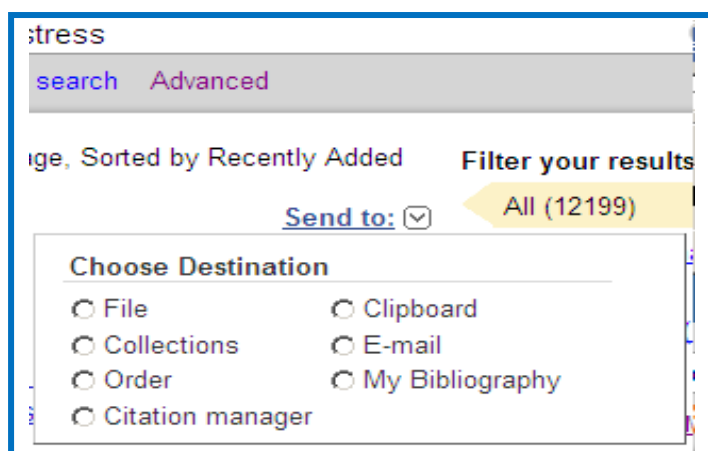 stress
search Advanced
ge, Sorted by Recently Added
Filter your results
Send to:
All (12199)
Choose Destination
File
Clipboard
Collections
E-mail
Order
My Bibliography
Citation manager